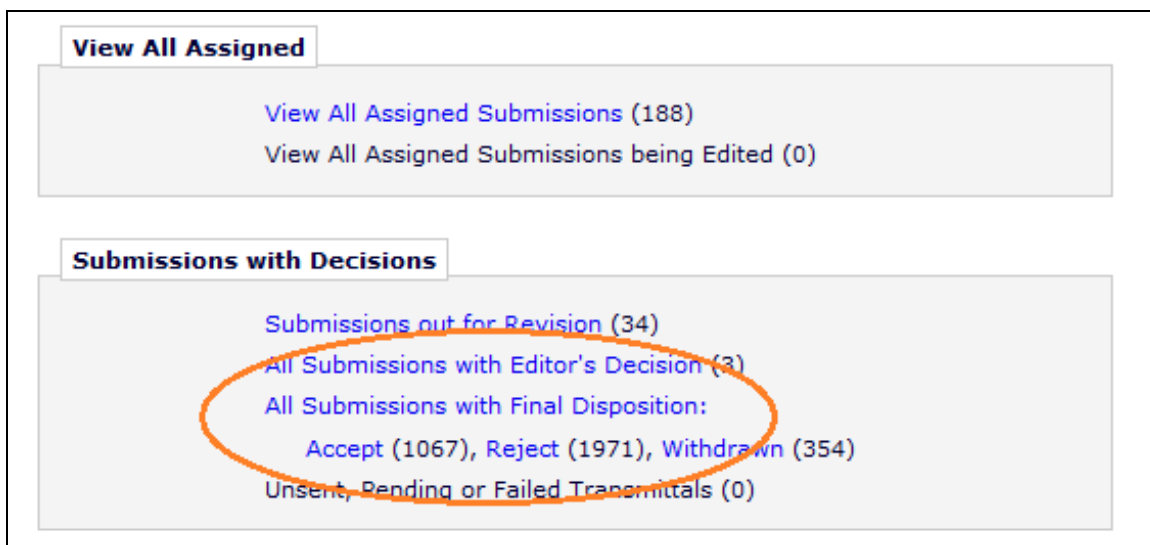 View All Assigned
View All Assigned Submissions (188)
View All Assigned Submissions being Edited (0)
Submissions with Decisions
Submissions out for Revision (34)
All Submissions with Editor's Decision (3)
All Submissions with Final Disposition:
Accept (1067), Reject (1971), Withdrawn (354)
Unsent, Pending or Failed Transmittals (0)